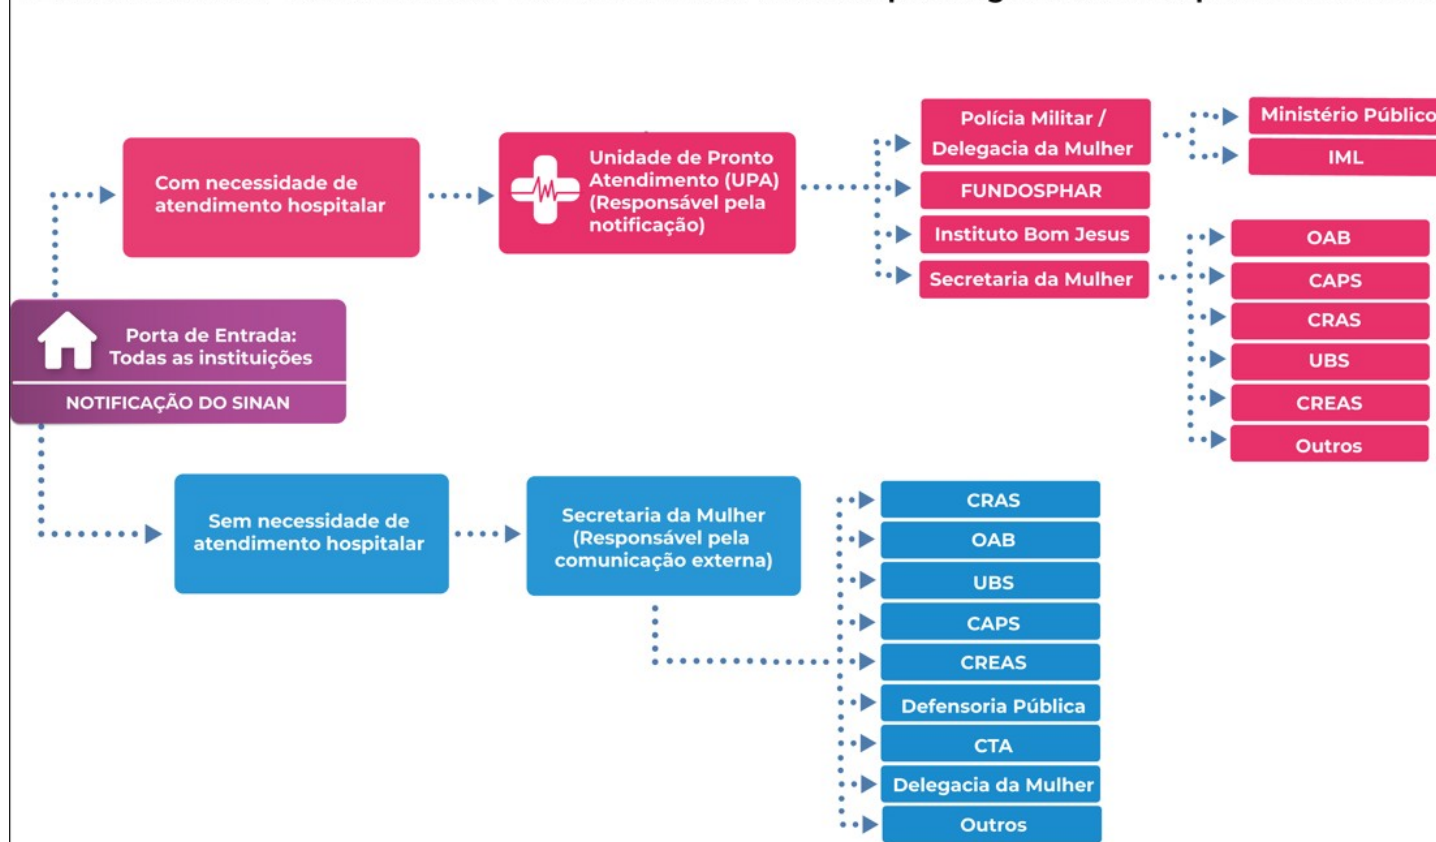 Com necessidade de
atendimento hospitalar
Unidade de Pronto
Atendimento (UPA)
(Responsável pela
notificação)
Polícia Militar /
Delegacia da Mulher
FUNDOSPHAR
Instituto Bom Jesus
Secretaria da Mulher
Ministério Público
IML
OAB
CAPS
CRAS
UBS
CREAS
Outros
Porta de Entrada:
Todas as instituições
NOTIFICAÇÃO DO SINAN
Sem necessidade de
atendimento hospitalar
Secretaria da Mulher
(Responsável pela
comunicação externa)
CRAS
OAB
UBS
CAPS
CREAS
Defensoria Pública
CTA
Delegacia da Mulher
Outros